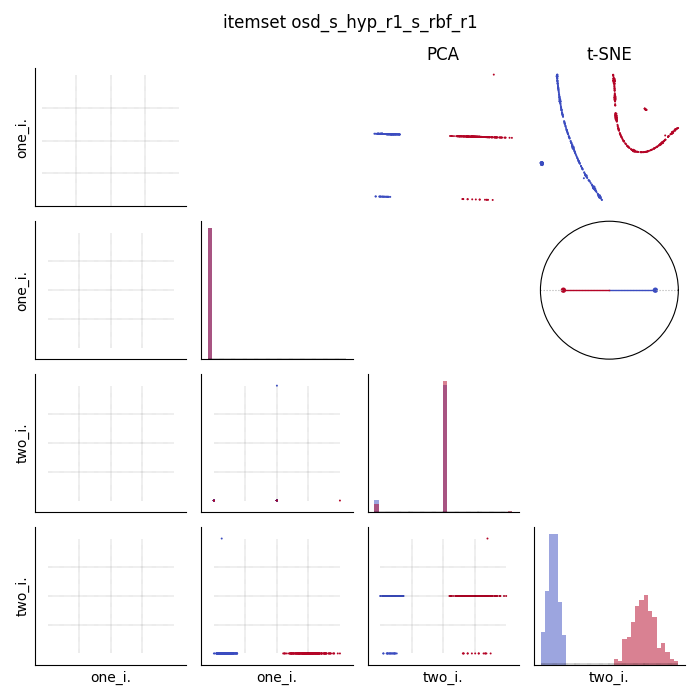 itemset osd_s_hyp_r1_s_rbf_r1
PCA
t-SNE
one_i.
one_i.
two_i.
two_i.
one_i.
one_i.
two_i.
two_i.